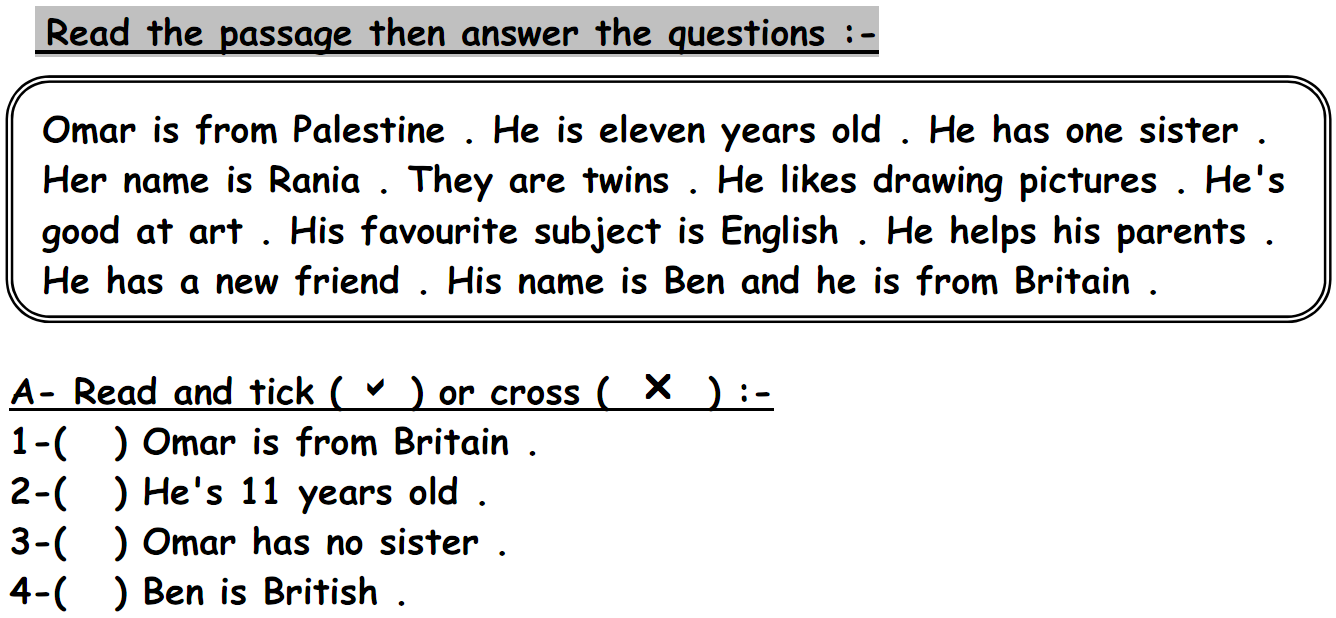 Read the passage then answer the questions :-
Omar is from Palestine . He is eleven years old . He has one sister .
Her name is Rania . They are twins . He likes drawing pictures . He's
good at art . His favourite subject is English . He helps his parents .
He has a new friend . His name is Ben and he is from Britain .
A- Read and tick ( ✓ ) or cross ( ✗ ) :-
1-( ) Omar is from Britain .
2-( ) He's 11 years old .
3-( ) Omar has no sister .
4-( ) Ben is British .